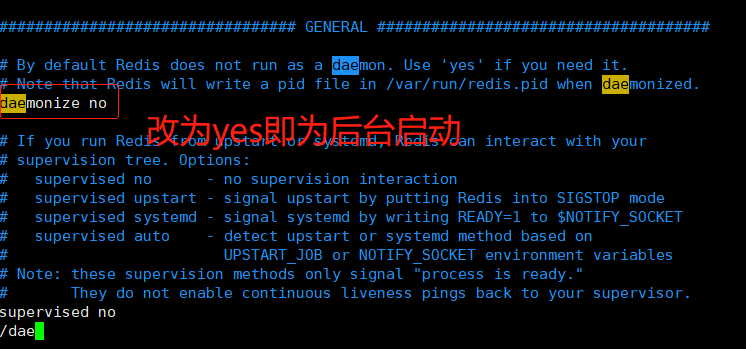 ################################# GENERAL #####################################
# By default Redis does not run as a daemon. Use 'yes' if you need it.
# Note that Redis will write a pid file in /var/run/redis.pid when daemonized.
daemonize no
改为yes即为后台启动
# If you run Redis from upstart or systemd, Redis can interact with your
# supervision tree. Options:
#   supervised no      - no supervision interaction
#   supervised upstart - signal upstart by putting Redis into SIGSTOP mode
#   supervised systemd - signal systemd by writing READY=1 to $NOTIFY_SOCKET
#   supervised auto    - detect upstart or systemd method based on
#                        UPSTART_JOB or NOTIFY_SOCKET environment variables
# Note: these supervision methods only signal "process is ready."
#       They do not enable continuous liveness pings back to your supervisor.
supervised no
/dae